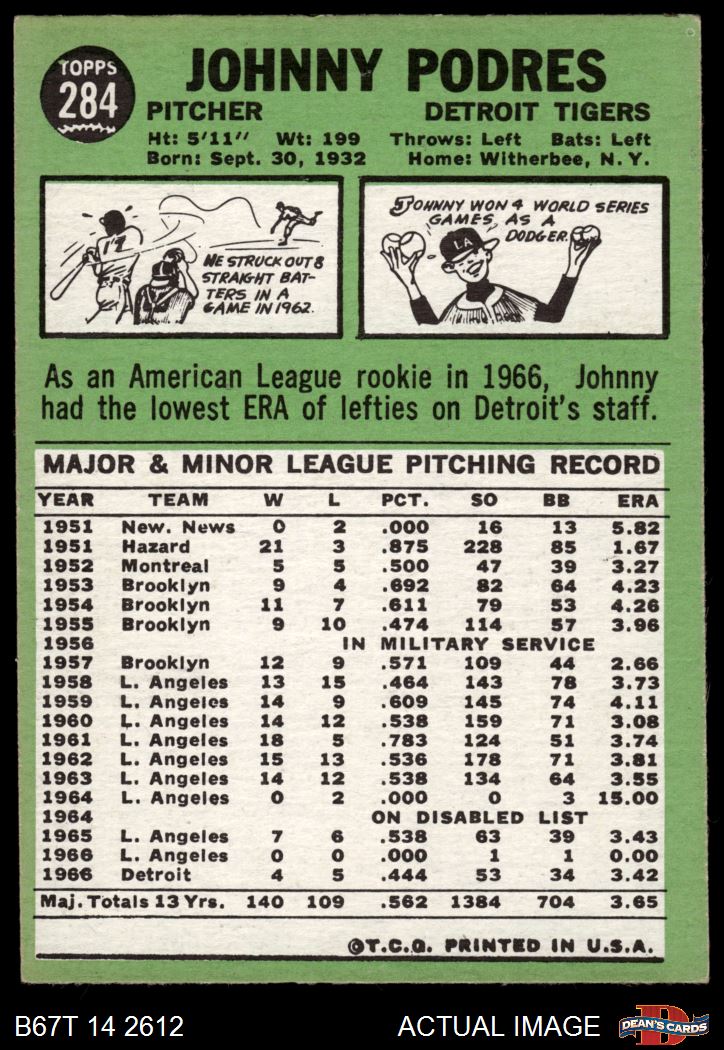 TOPPS
284
JOHNNY PODRES
PITCHER DETROIT TIGERS
Ht: 5'11" Wt: 199 Throws: Left Bats: Left
Born: Sept. 30, 1932 Home: Witherbee, N. Y.
11
HE STRUCK OUT 8
STRAIGHT BAT-
TERS IN A
GAME IN 1962.
JOHNNY WON 4 WORLD SERIES
GAMES AS A
DODGER.
LA
As an American League rookie in 1966, Johnny
had the lowest ERA of lefties on Detroit's staff.
MAJOR & MINOR LEAGUE PITCHING RECORD
YEAR TEAM W L PCT. SO BB ERA
1951 New. News 0 2 .000 16 13 5.82
1951 Hazard 21 3 .875 228 85 1.67
1952 Montreal 5 5 .500 47 39 3.27
1953 Brooklyn 9 4 .692 82 64 4.23
1954 Brooklyn 11 7 .611 79 53 4.26
1955 Brooklyn 9 10 .474 114 57 3.96
1956 IN MILITARY SERVICE
1957 Brooklyn 12 9 .571 109 44 2.66
1958 L. Angeles 13 15 .464 143 78 3.73
1959 L. Angeles 14 9 .609 145 74 4.11
1960 L. Angeles 14 12 .538 159 71 3.08
1961 L. Angeles 18 5 .783 124 51 3.74
1962 L. Angeles 15 13 .536 178 71 3.81
1963 L. Angeles 14 12 .538 134 64 3.55
1964 L. Angeles 0 2 .000 0 3 15.00
1964 ON DISABLED LIST
1965 L. Angeles 7 6 .538 63 39 3.43
1966 L. Angeles 0 0 .000 1 1 0.00
1966 Detroit 4 5 .444 53 34 3.42
Maj. Totals 13 Yrs. 140 109 .562 1384 704 3.65
©T.C.G. PRINTED IN U.S.A.
B67T 14 2612 ACTUAL IMAGE
D
DEAN'S CARDS